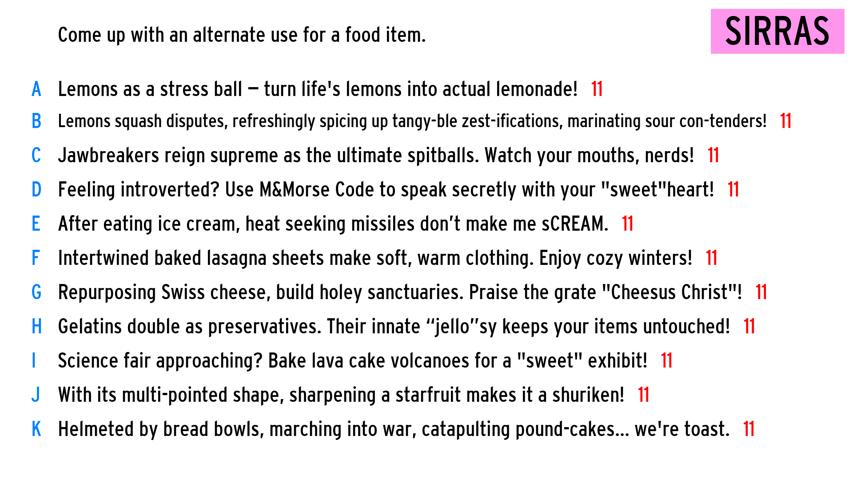 SIRRAS
Come up with an alternate use for a food item.
A Lemons as a stress ball – turn life's lemons into actual lemonade! 11
B Lemons squash disputes, refreshingly spicing up tangy-ble zest-ifications, marinating sour con-tenders! 11
C Jawbreakers reign supreme as the ultimate spitballs. Watch your mouths, nerds! 11
D Feeling introverted? Use M&Morse Code to speak secretly with your "sweet"heart! 11
E After eating ice cream, heat seeking missiles don’t make me sCREAM. 11
F Intertwined baked lasagna sheets make soft, warm clothing. Enjoy cozy winters! 11
G Repurposing Swiss cheese, build holey sanctuaries. Praise the grate "Cheesus Christ"! 11
H Gelatins double as preservatives. Their innate “jello”sy keeps your items untouched! 11
I Science fair approaching? Bake lava cake volcanoes for a "sweet" exhibit! 11
J With its multi-pointed shape, sharpening a starfruit makes it a shuriken! 11
K Helmeted by bread bowls, marching into war, catapulting pound-cakes... we're toast. 11